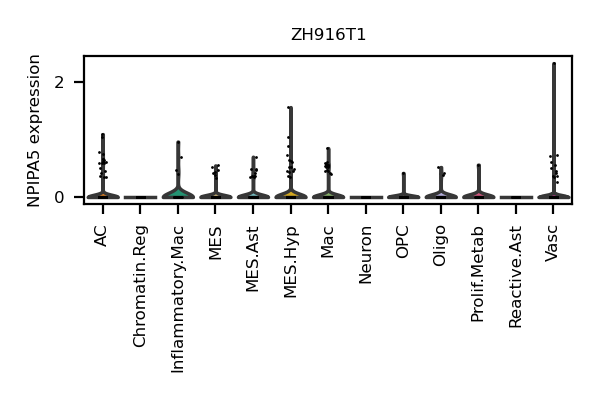 ZH916T1
NPIPA5 expression
2
0
AC
Chromatin.Reg
Inflammatory.Mac
MES
MES.Ast
MES.Hyp
Mac
Neuron
OPC
Oligo
Prolif.Metab
Reactive.Ast
Vasc